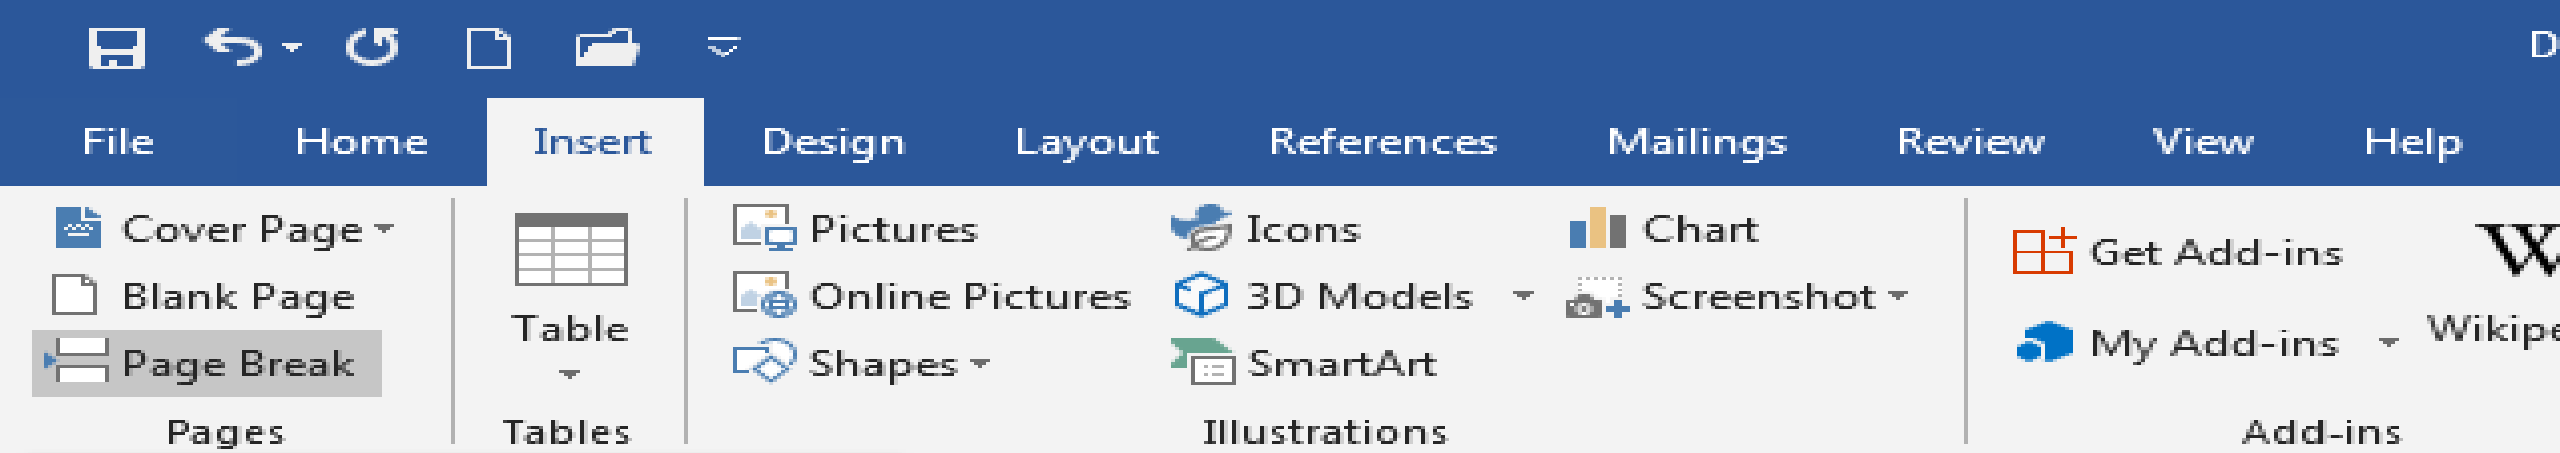 File Home Insert Design Layout References Mailings Review View Help
Cover Page
Blank Page
Page Break
Pages
Table
Tables
Pictures
Online Pictures
Shapes
Icons
3D Models
SmartArt
Chart
Screenshot
Illustrations
Get Add-ins
My Add-ins
Add-ins